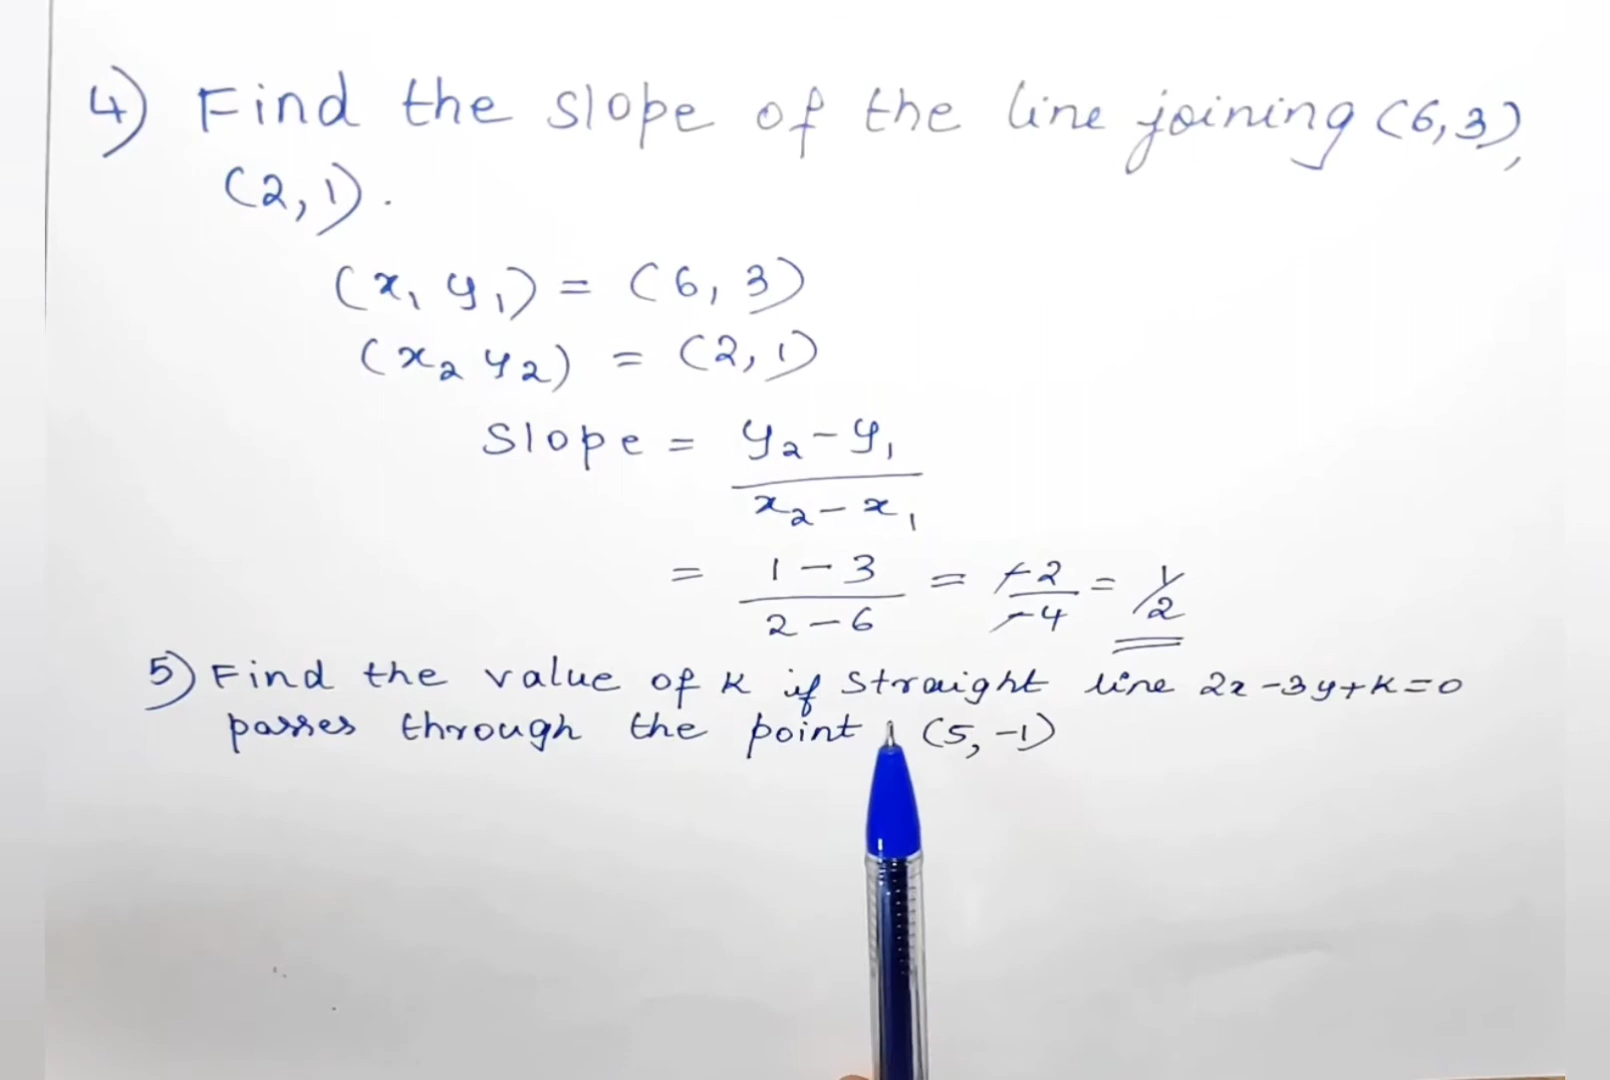 4) Find the slope of the line joining (6,3),
(2,1).
(x₁ y₁) = (6, 3)
(x₂ y₂) = (2, 1)
Slope = y₂-y₁
x₂-x₁
= 1-3 = -2 = 1/2
2-6 -4
5) Find the value of K if straight line 2x-3y+K=0
passes through the point (5,-1)